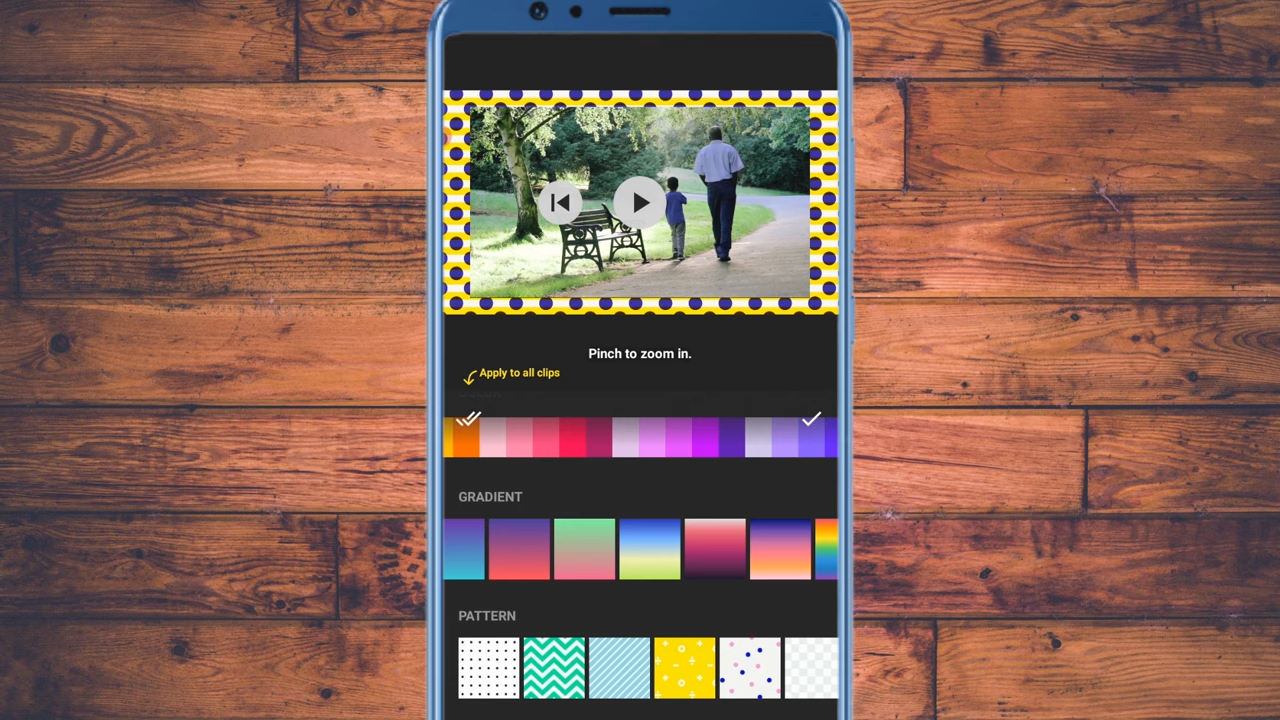 Pinch to zoom in.
Apply to all clips
GRADIENT
PATTERN